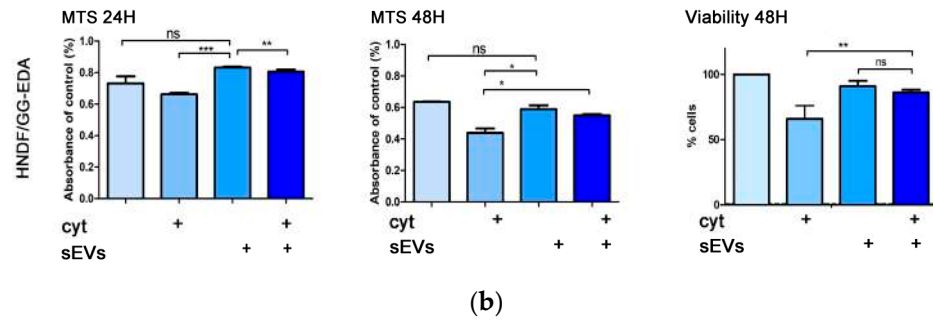 MTS 24H
MTS 48H
Viability 48H
HNDF/GG-EDA
Absorbance of control (%)
1.0
0.8
0.6
0.4
0.2
0.0
ns
***
**
cyt + +
sEVs + +
Absorbance of control (%)
1.0
0.8
0.6
0.4
0.2
0.0
ns
*
*
cyt + +
sEVs + +
% cells
100
50
0
**
ns
+ +
+ +
(b)